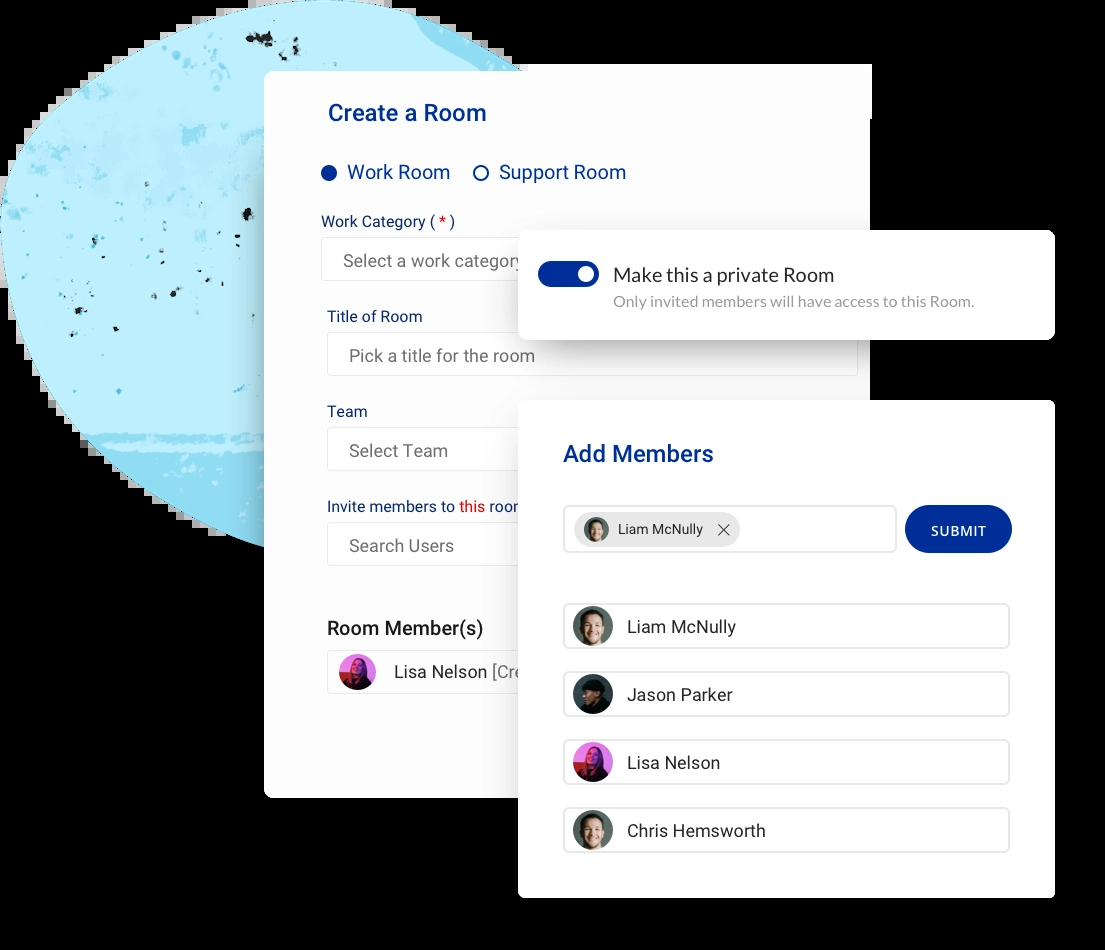 Create a Room
Work Room
Support Room
Work Category ( * )
Select a work category
Make this a private Room
Only invited members will have access to this Room.
Title of Room
Pick a title for the room
Team
Select Team
Invite members to this
Search Users
Room Member(s)
Lisa Nelson
Add Members
Liam McNully
SUBMIT
Liam McNully
Jason Parker
Lisa Nelson
Chris Hemsworth